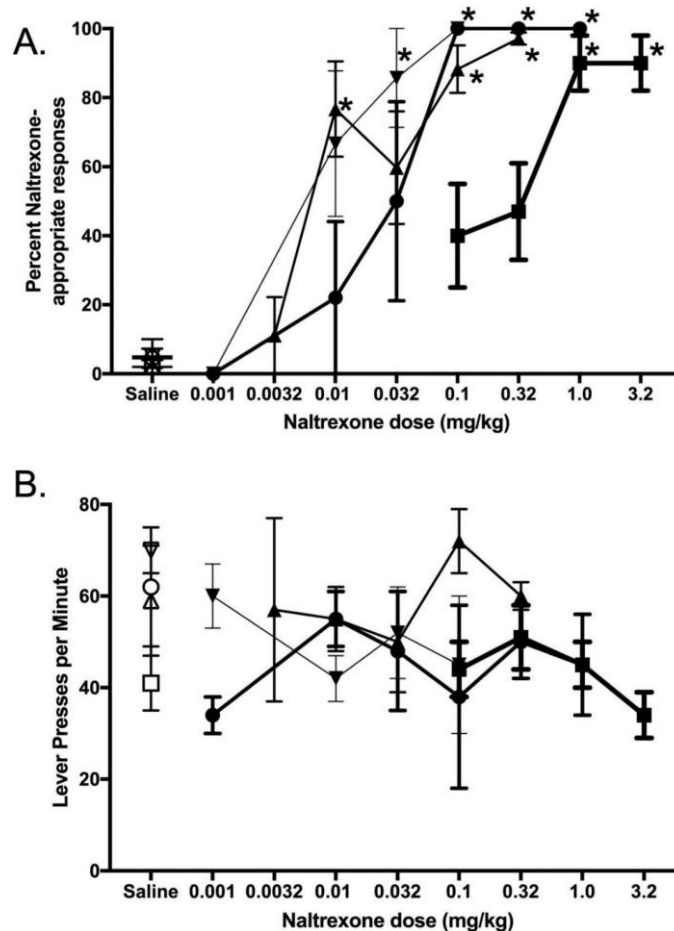 A.
Percent Naltrexone-
appropriate responses
100
80
60
40
20
0
* * * * * * * * *
Saline 0.001 0.0032 0.01 0.032 0.1 0.32 1.0 3.2
Naltrexone dose (mg/kg)
B.
Lever Presses per Minute
80
60
40
20
0
Saline 0.001 0.0032 0.01 0.032 0.1 0.32 1.0 3.2
Naltrexone dose (mg/kg)